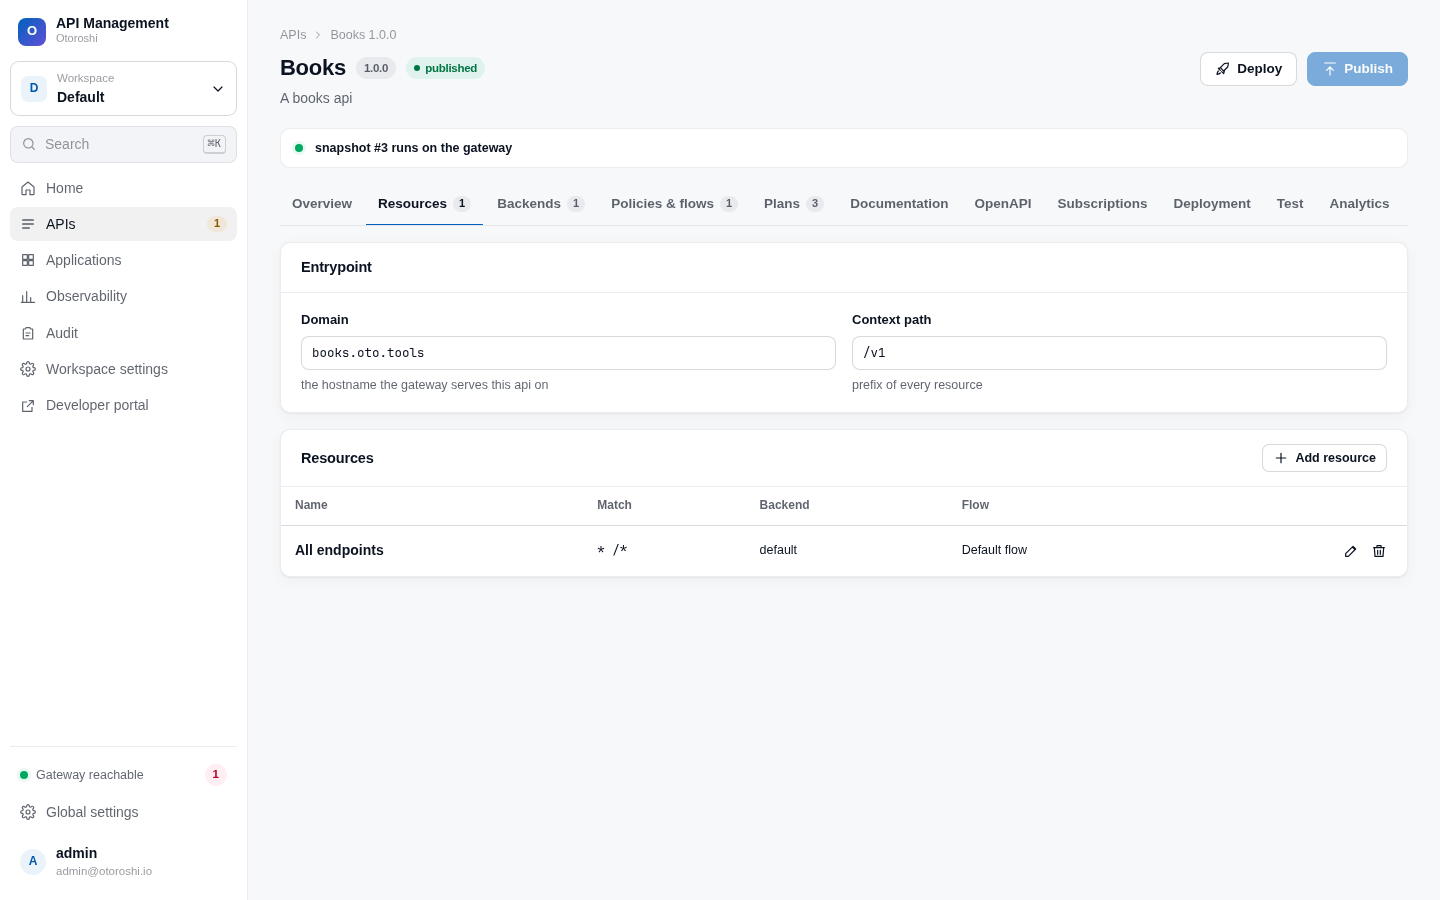 O
API Management
Otoroshi
D
Workspace
Default
Search
⌘K
Home
APIs
1
Applications
Observability
Audit
Workspace settings
Developer portal
Gateway reachable
1
Global settings
A
admin
admin@otoroshi.io
APIs
Books 1.0.0
Books
1.0.0
published
Deploy
Publish
A books api
snapshot #3 runs on the gateway
Overview
Resources 1
Backends 1
Policies & flows 1
Plans 3
Documentation
OpenAPI
Subscriptions
Deployment
Test
Analytics
Entrypoint
Domain
books.oto.tools
the hostname the gateway serves this api on
Context path
/v1
prefix of every resource
Resources
Add resource
Name
Match
Backend
Flow
All endpoints
* /*
default
Default flow